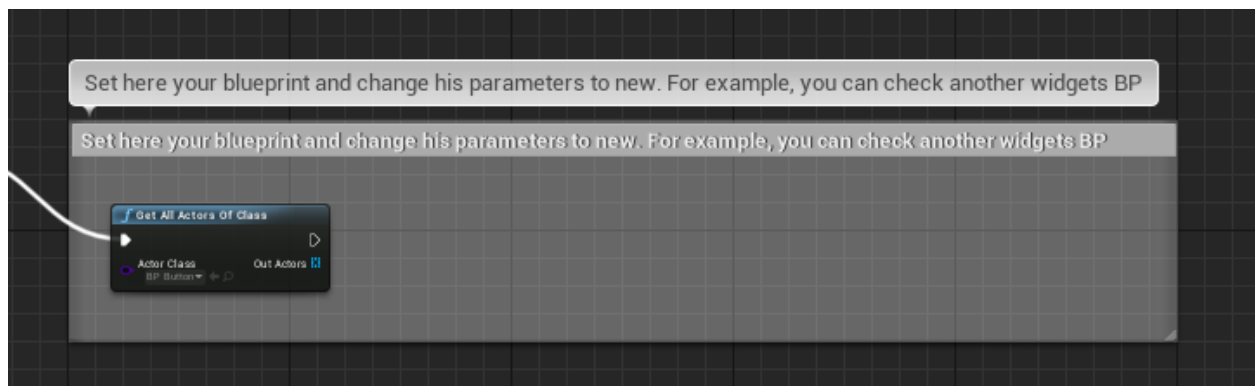 Set here your blueprint and change his parameters to new. For example, you can check another widgets BP
Set here your blueprint and change his parameters to new. For example, you can check another widgets BP
f Get All Actors Of Class
Actor Class
Out Actors
BP Button